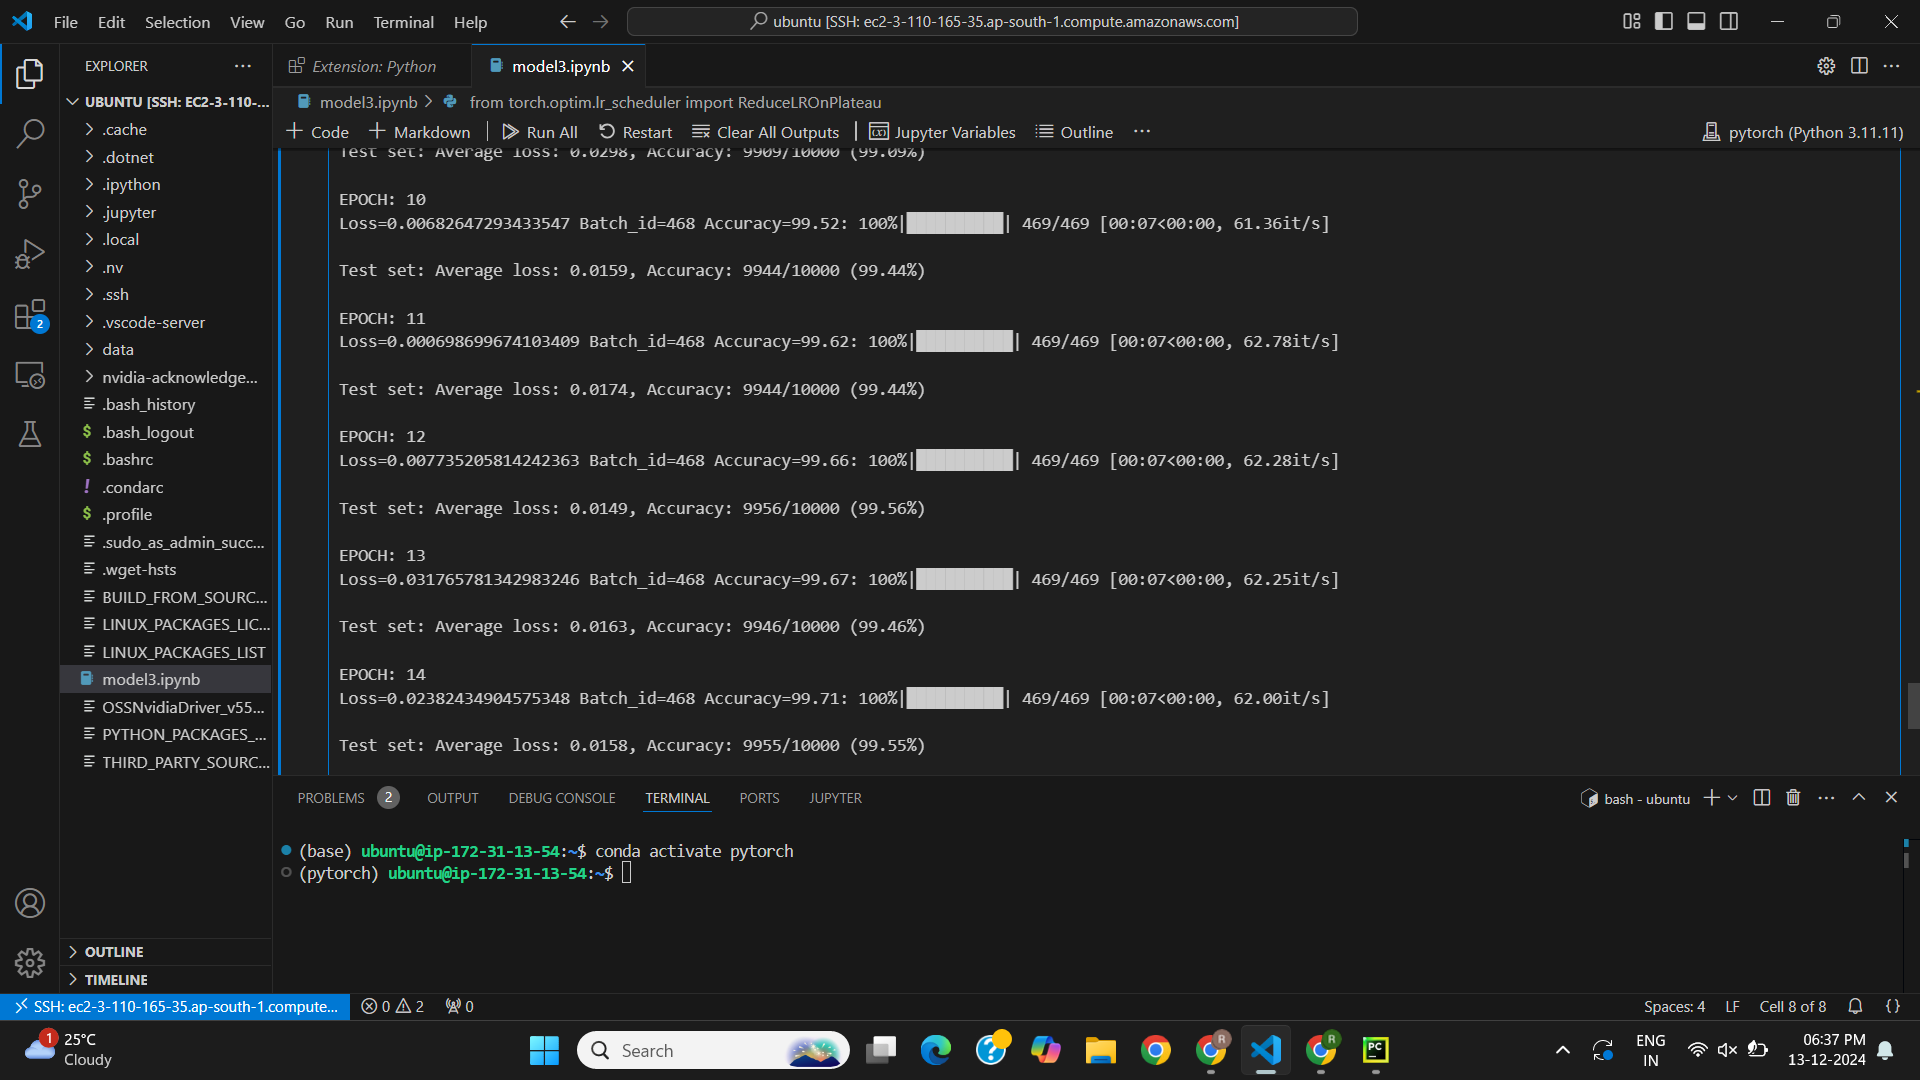 File Edit Selection View Go Run Terminal Help
ubuntu [SSH: ec2-3-110-165-35.ap-south-1.compute.amazonaws.com]
EXPLORER
Extension: Python
model3.ipynb
UBUNTU [SSH: EC2-3-110-...
.cache
.dotnet
.ipython
.jupyter
.local
.nv
.ssh
.vscode-server
data
nvidia-acknowledge...
.bash_history
$ .bash_logout
$ .bashrc
! .condarc
$ .profile
.sudo_as_admin_succ...
.wget-hsts
BUILD_FROM_SOURC...
LINUX_PACKAGES_LIC...
LINUX_PACKAGES_LIST
model3.ipynb
OSSNvidiaDriver_v55...
PYTHON_PACKAGES_...
THIRD_PARTY_SOURC...
OUTLINE
TIMELINE
2
model3.ipynb > from torch.optim.lr_scheduler import ReduceLROnPlateau
+ Code + Markdown | Run All Restart Clear All Outputs | Jupyter Variables Outline ...
pytorch (Python 3.11.11)
Test set: Average loss: 0.0298, Accuracy: 9909/10000 (99.09%)
EPOCH: 10
Loss=0.00682647293433547 Batch_id=468 Accuracy=99.52: 100%|██████████| 469/469 [00:07<00:00, 61.36it/s]
Test set: Average loss: 0.0159, Accuracy: 9944/10000 (99.44%)
EPOCH: 11
Loss=0.000698699674103409 Batch_id=468 Accuracy=99.62: 100%|██████████| 469/469 [00:07<00:00, 62.78it/s]
Test set: Average loss: 0.0174, Accuracy: 9944/10000 (99.44%)
EPOCH: 12
Loss=0.007735205814242363 Batch_id=468 Accuracy=99.66: 100%|██████████| 469/469 [00:07<00:00, 62.28it/s]
Test set: Average loss: 0.0149, Accuracy: 9956/10000 (99.56%)
EPOCH: 13
Loss=0.031765781342983246 Batch_id=468 Accuracy=99.67: 100%|██████████| 469/469 [00:07<00:00, 62.25it/s]
Test set: Average loss: 0.0163, Accuracy: 9946/10000 (99.46%)
EPOCH: 14
Loss=0.02382434904575348 Batch_id=468 Accuracy=99.71: 100%|██████████| 469/469 [00:07<00:00, 62.00it/s]
Test set: Average loss: 0.0158, Accuracy: 9955/10000 (99.55%)
PROBLEMS 2 OUTPUT DEBUG CONSOLE TERMINAL PORTS JUPYTER
bash - ubuntu
(base) ubuntu@ip-172-31-13-54:~$ conda activate pytorch
(pytorch) ubuntu@ip-172-31-13-54:~$
SSH: ec2-3-110-165-35.ap-south-1.compute... 0 2 0
Spaces: 4 LF Cell 8 of 8 {}
1
25°C
Cloudy
Search
R
R
PC
ENG
IN
06:37 PM
13-12-2024